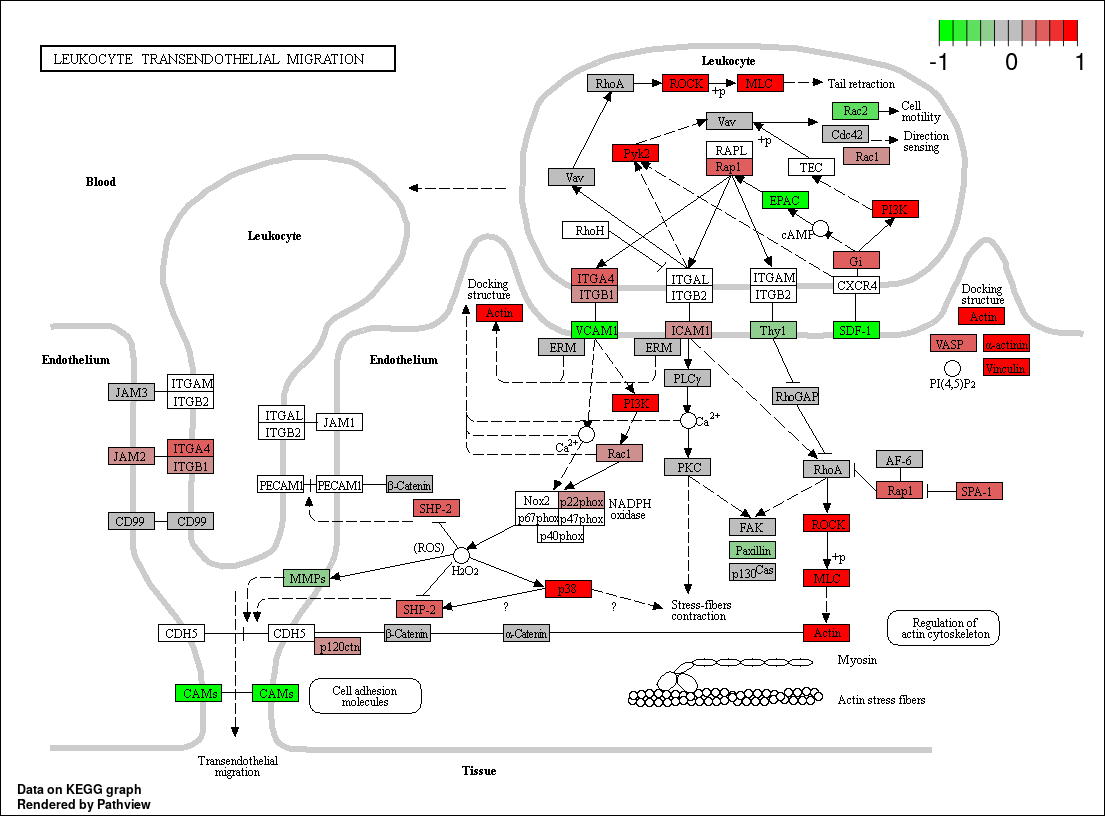 LEUKOCYTE TRANSENDOTHELIAL MIGRATION
-1 0 1
Leukocyte
RhoA
ROCK
+p
MLC
Tail retraction
Rac2
Cell
motility
Vav
+p
Cdc42
Direction
sensing
Rac1
Pyk2
RAPL
Rap1
TEC
Vav
EPAC
PI3K
RhoH
cAMP
Gi
Blood
Leukocyte
ITGA4
ITGB1
ITGAL
ITGB2
ITGAM
ITGB2
CXCR4
Docking
structure
Actin
VCAM1
ICAM1
Thy1
SDF-1
Docking
structure
Actin
VASP
α-actinin
PI(4,5)P2
Vinculin
ERM
ERM
Endothelium
Endothelium
JAM3
ITGAM
ITGB2
PLCγ
RhoGAP
PI3K
ITGAL
ITGB2
JAM1
Ca2+
Ca2+
JAM2
ITGA4
ITGB1
Rac1
PKC
RhoA
AF-6
Rap1
SPA-1
PECAM1
PECAM1
β-Catenin
Nox2
p22phox
p67phox
p47phox
p40phox
NADPH
oxidase
SHP-2
CD99
CD99
FAK
Paxillin
p130Cas
ROCK
+p
MLC
(ROS)
H2O2
MMPs
p38
SHP-2
?
?
Stress-fibers
contraction
CDH5
CDH5
p120ctn
β-Catenin
α-Catenin
Actin
Regulation of
actin cytoskeleton
Myosin
Actin stress fibers
CAMs
CAMs
Cell adhesion
molecules
Transendothelial
migration
Tissue
Data on KEGG graph
Rendered by Pathview